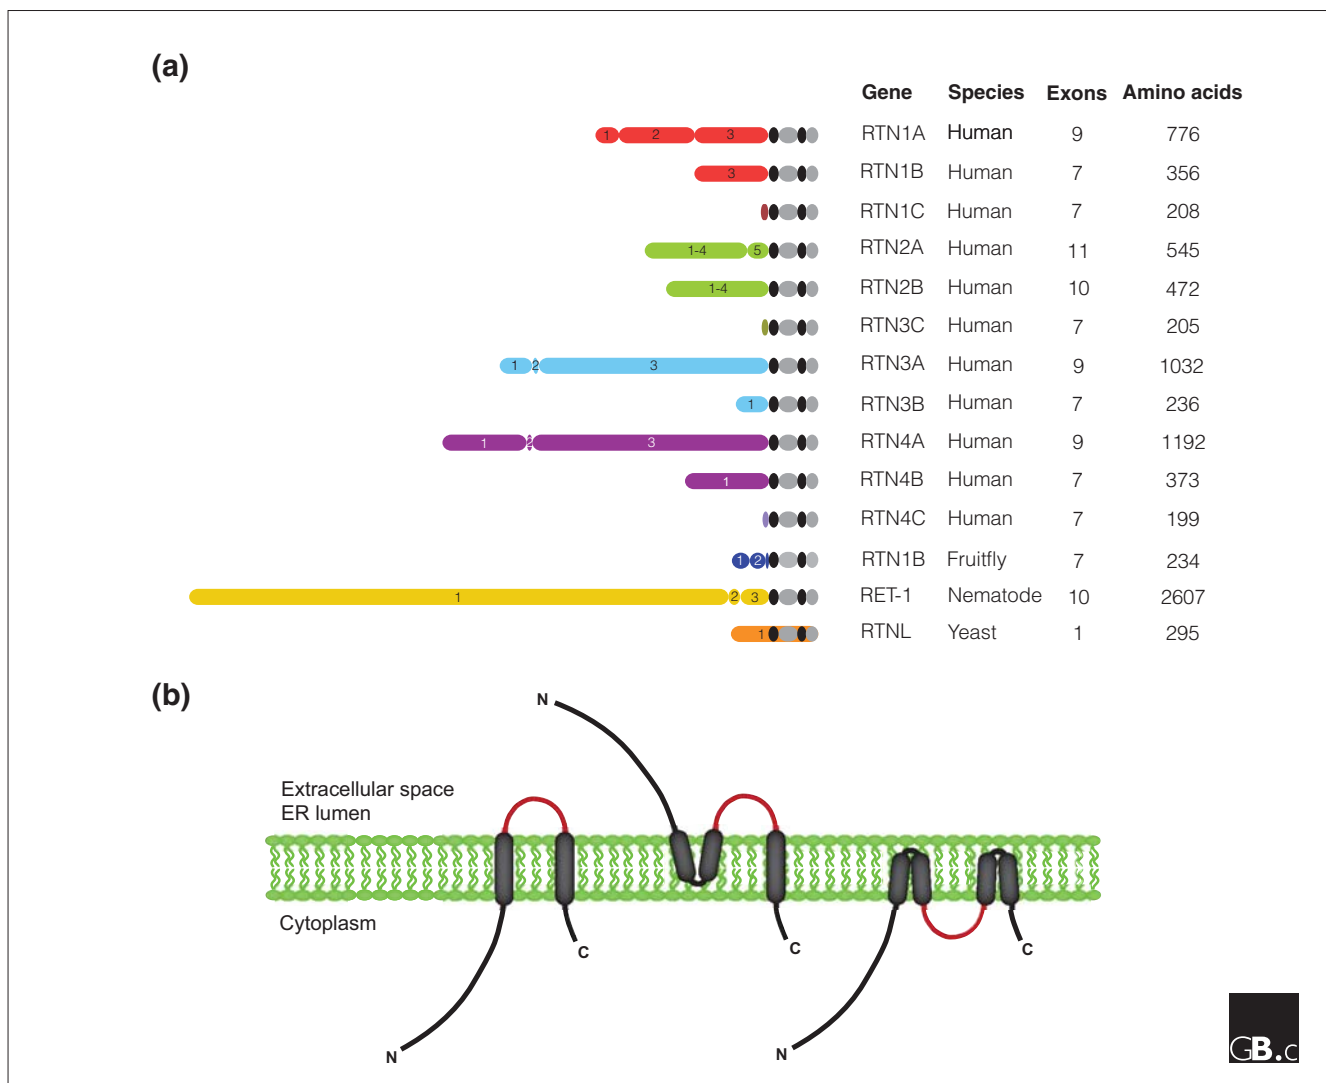 (a)
Gene Species Exons Amino acids
1 2 3 RTN1A Human 9 776
3 RTN1B Human 7 356
RTN1C Human 7 208
1-4 5 RTN2A Human 11 545
1-4 RTN2B Human 10 472
RTN3C Human 7 205
1 2 3 RTN3A Human 9 1032
1 RTN3B Human 7 236
1 2 3 RTN4A Human 9 1192
1 RTN4B Human 7 373
RTN4C Human 7 199
1 2 RTN1B Fruitfly 7 234
1 2 3 RET-1 Nematode 10 2607
1 RTNL Yeast 1 295
(b)
N
Extracellular space
ER lumen
Cytoplasm
C
C
C
N
N
GB.c